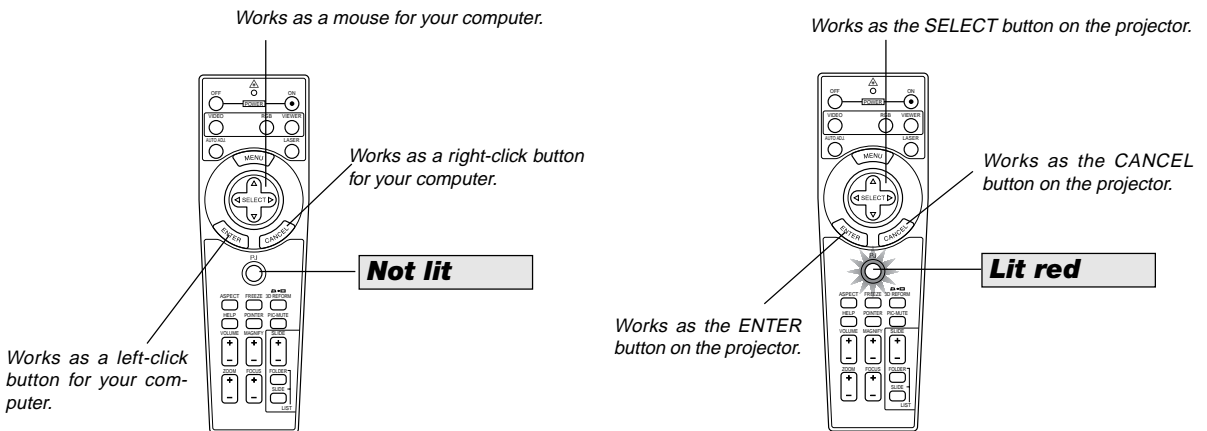 Works as a mouse for your computer.
OFF
ON
POWER
VIDEO
RGB
VIEWER
AUTO ADJ.
LASER
MENU
SELECT
ENTER
CANCEL
PJ
ASPECT
FREEZE
3D REFORM
HELP
POINTER
PIC-MUTE
VOLUME
MAGNIFY
SLIDE
+ + +
– – –
ZOOM
FOCUS
FOLDER
+ +
– –
SLIDE
LIST
Works as a right-click button
for your computer.
Not lit
Works as a left-click
button for your com-
puter.
Works as the SELECT button on the projector.
OFF
ON
POWER
VIDEO
RGB
VIEWER
AUTO ADJ.
LASER
MENU
SELECT
ENTER
CANCEL
PJ
ASPECT
FREEZE
3D REFORM
HELP
POINTER
PIC-MUTE
VOLUME
MAGNIFY
SLIDE
+ + +
– – –
ZOOM
FOCUS
FOLDER
+ +
– –
SLIDE
LIST
Works as the CANCEL
button on the projector.
Lit red
Works as the ENTER
button on the projector.